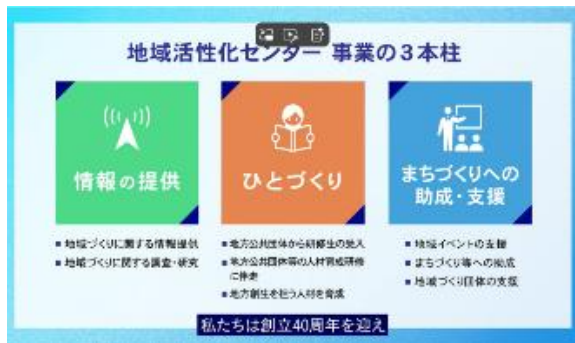 地域活性化センター 事業の3本柱
情報の提供
ひとづくり
まちづくりへの
助成・支援
■ 地域づくりに関する情報提供
■ 地域づくりに関する調査・研究
■ 地方公共団体から研修生の受入
■ 地方公共団体等の人材育成研修
に伴走
■ 地方創生を担う人材を育成
■ 地域イベントの支援
■ まちづくり等への助成
■ 地域づくり団体の支援
私たちは創立40周年を迎え